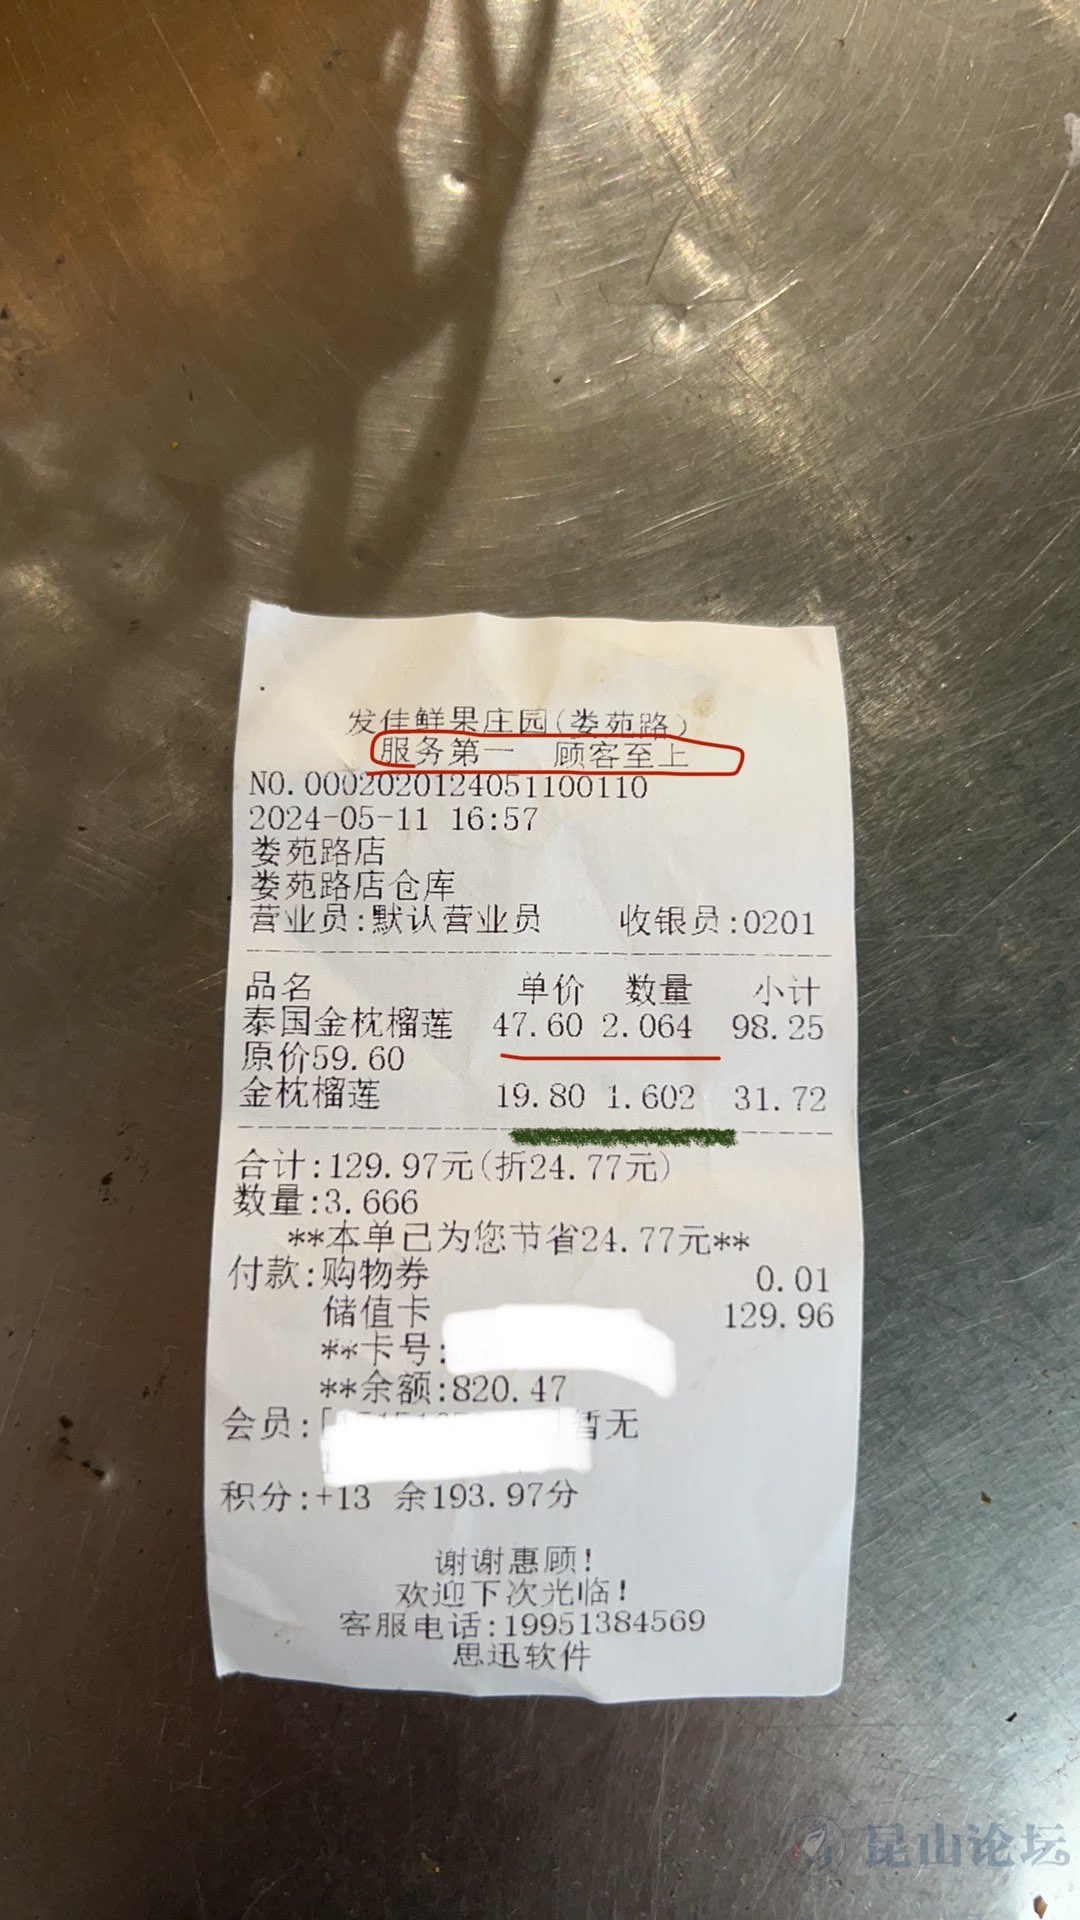 发佳鲜果庄园(娄苑路)
服务第一 顾客至上
NO.0002020124051100110
2024-05-11 16:57
娄苑路店
娄苑路店仓库
营业员:默认营业员 收银员:0201
品名 单价 数量 小计
泰国金枕榴莲 47.60 2.064 98.25
原价59.60
金枕榴莲 19.80 1.602 31.72
合计:129.97元(折24.77元)
数量:3.666
**本单已为您节省24.77元**
付款:购物券 0.01
储值卡 129.96
**卡号:
**余额:820.47
会员:[ ]暂无
积分:+13 余193.97分
谢谢惠顾!
欢迎下次光临!
客服电话:19951384569
思迅软件
昆山论坛